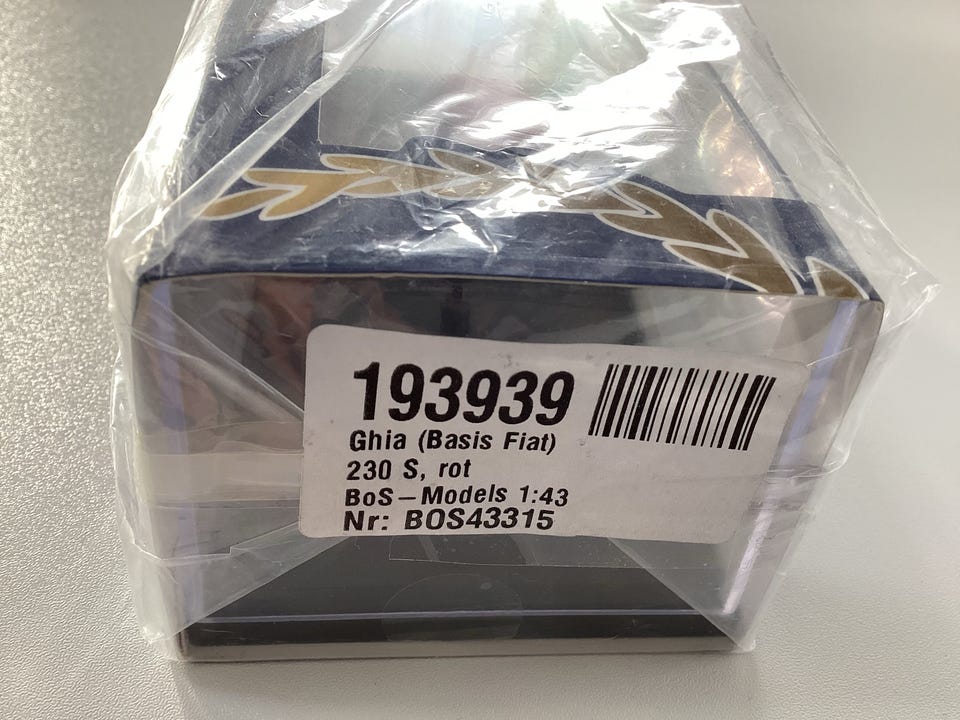 193939
Ghia (Basis Fiat)
230 S, rot
BoS-Models 1:43
Nr: BOS43315